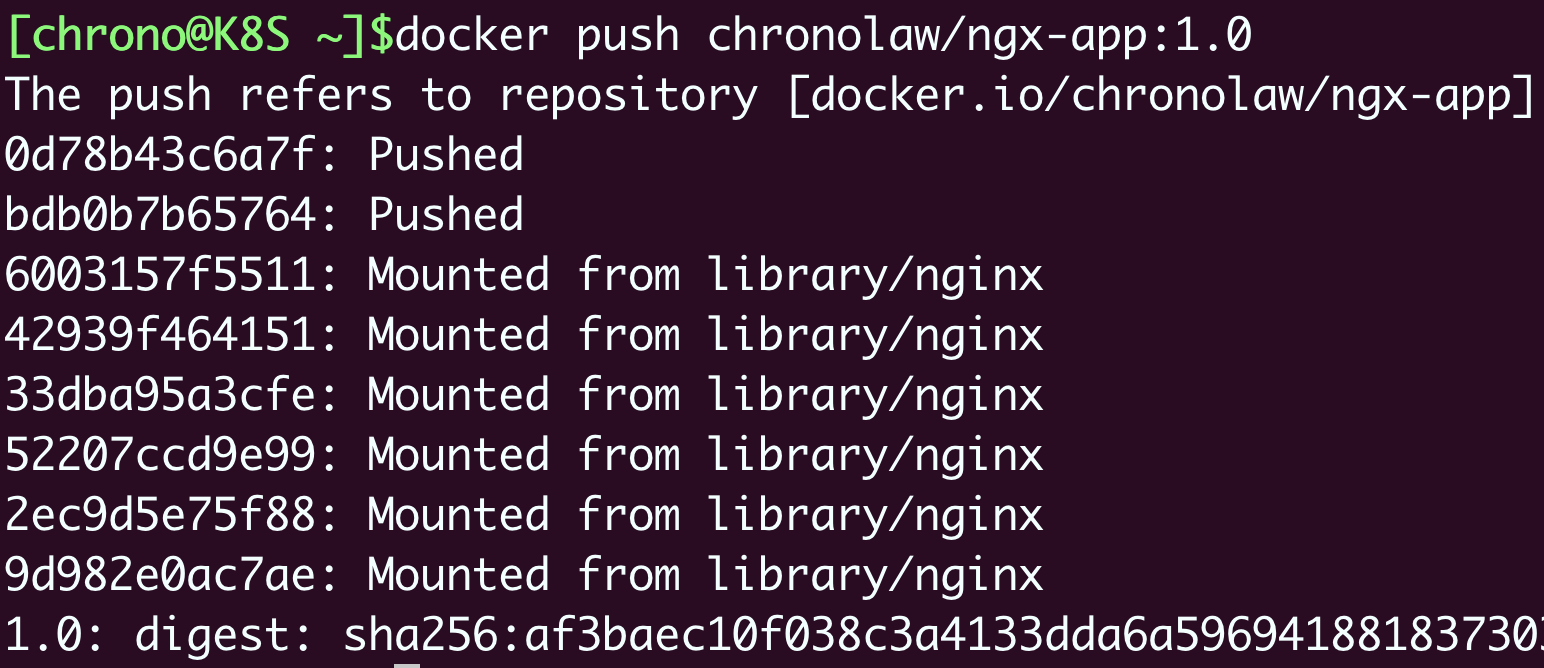 [chrono@K8S ~]$docker push chronolaw/ngx-app:1.0
The push refers to repository [docker.io/chronolaw/ngx-app]
0d78b43c6a7f: Pushed
bdb0b7b65764: Pushed
6003157f5511: Mounted from library/nginx
42939f464151: Mounted from library/nginx
33dba95a3cfe: Mounted from library/nginx
52207ccd9e99: Mounted from library/nginx
2ec9d5e75f88: Mounted from library/nginx
9d982e0ac7ae: Mounted from library/nginx
1.0: digest: sha256:af3baec10f038c3a4133dda6a596941881837303